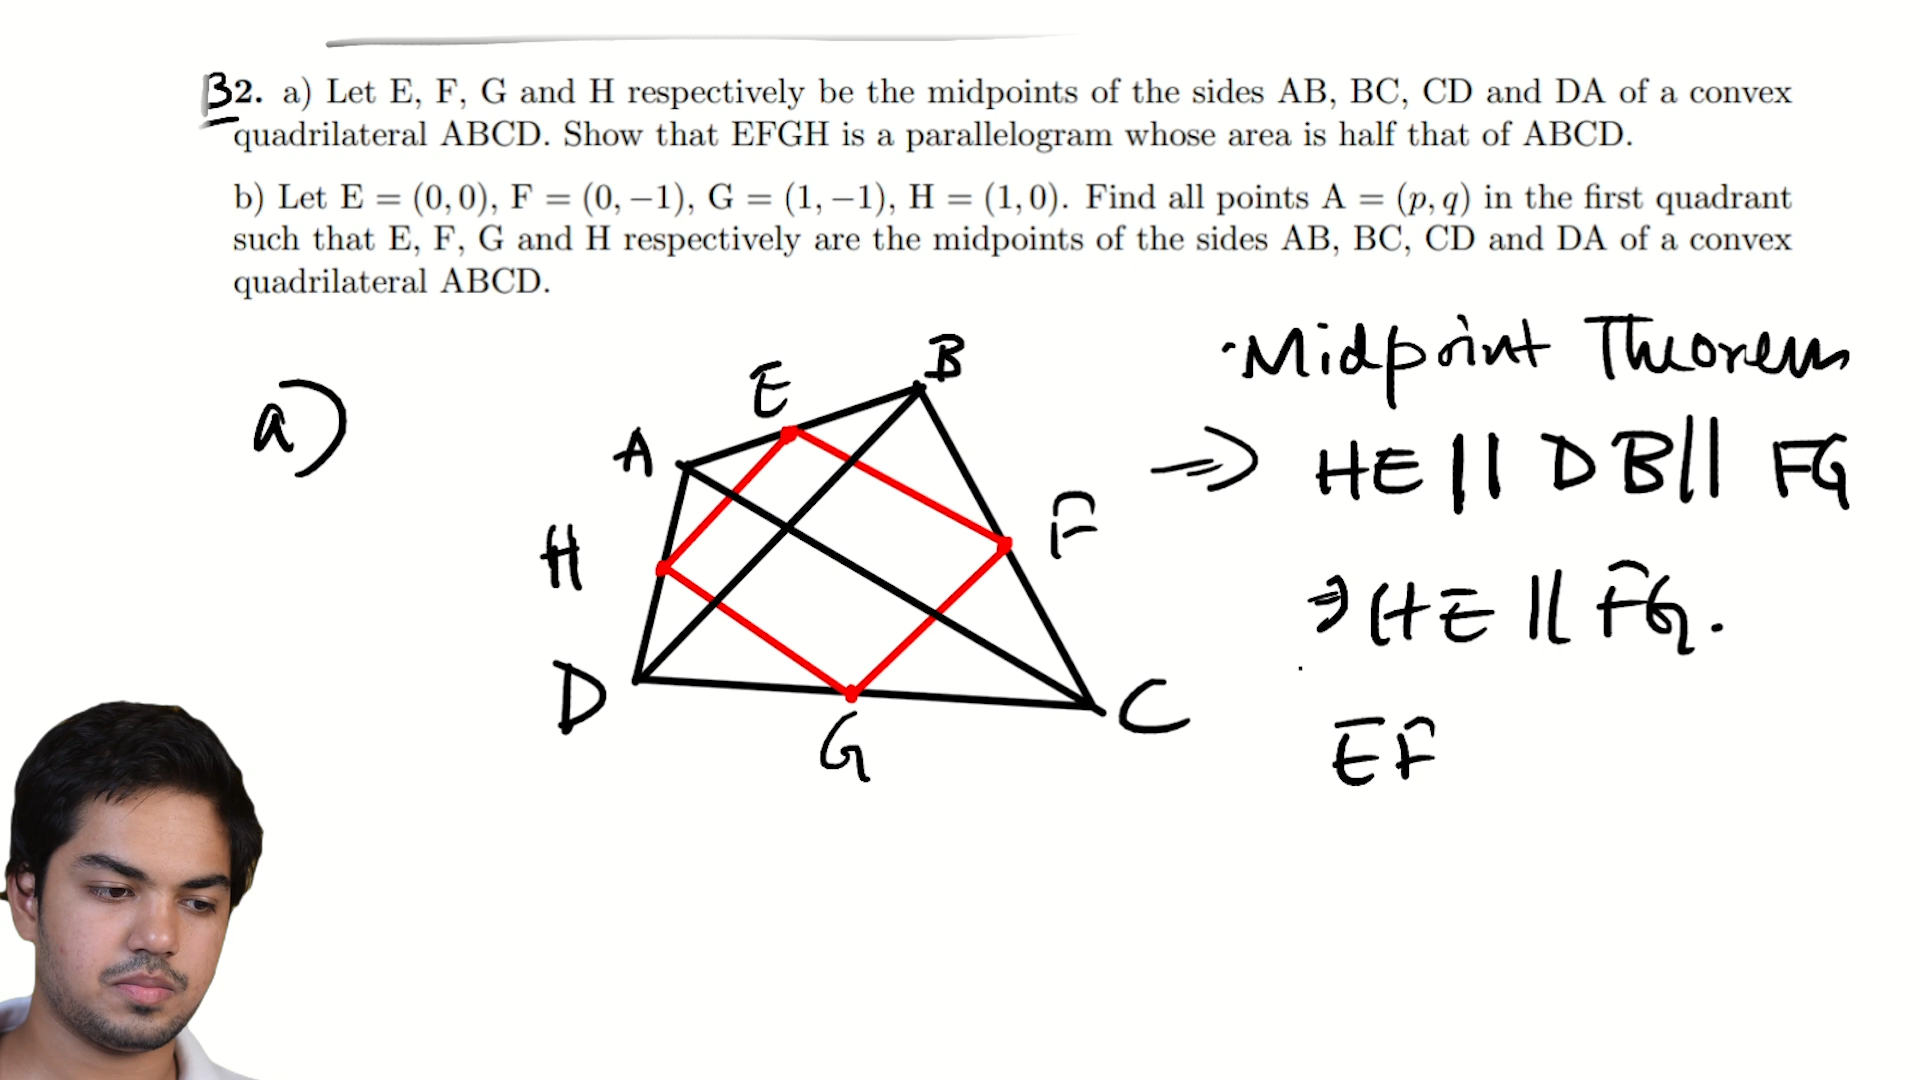 B2. a) Let E, F, G and H respectively be the midpoints of the sides AB, BC, CD and DA of a convex
quadrilateral ABCD. Show that EFGH is a parallelogram whose area is half that of ABCD.
b) Let E = (0, 0), F = (0, −1), G = (1, −1), H = (1, 0). Find all points A = (p, q) in the first quadrant
such that E, F, G and H respectively are the midpoints of the sides AB, BC, CD and DA of a convex
quadrilateral ABCD.
a)
B
E
A
F
H
D
C
G
·Midpoint Theorem
⇒ HE || DB || FG
⇒ HE || FG.
EF